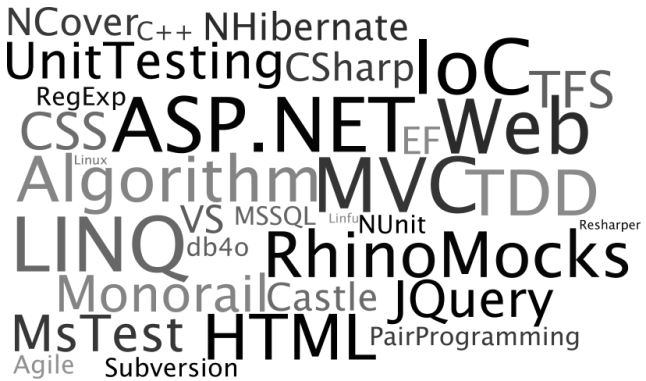 NCover C++ NHibernate
UnitTesting CSharp IoC TFS
RegExp
CSS ASP.NET EF Web
Linux
Algorithm MVC TDD
LINQ VS MSSQL Linfu NUnit Resharper
db4o RhinoMocks
Monorail Castle JQuery
MsTest HTML PairProgramming
Agile Subversion